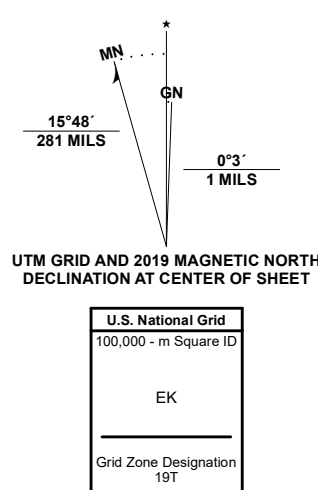 MN
GN
15°48´
281 MILS
0°3´
1 MILS
UTM GRID AND 2019 MAGNETIC NORTH
DECLINATION AT CENTER OF SHEET
U.S. National Grid
100,000 - m Square ID
EK
Grid Zone Designation
19T